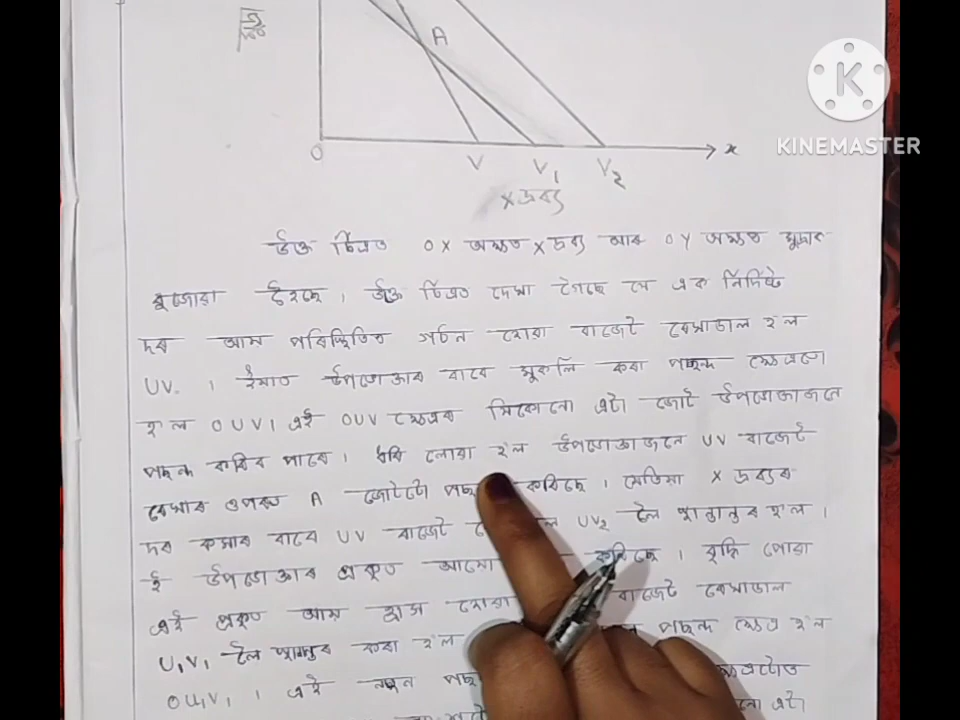 K
KINEMASTER
A
O V V₁ V₂ x
x দ্ৰব্য
উক্ত চিত্ৰত OX অক্ষত X দ্ৰব্য আৰু OY অক্ষত মুদ্ৰাৰ
বুজোৱা হৈছে। উক্ত চিত্ৰত দেখা গৈছে যে এক নিৰ্দিষ্ট
দৰ আয় পৰিস্থিতিত গঠন হোৱা বাজেট ৰেখাডাল হ'ল
UV। ইয়াত উপভোক্তাৰ বাবে মুকলি কৰা পছন্দ ক্ষেত্ৰটো
হ'ল OUV। এই OUV ক্ষেত্ৰৰ যিকোনো এটা জোঁট উপভোক্তাজনে
পছন্দ কৰিব পাৰে। ধৰি লোৱা হ'ল উপভোক্তাজনে UV বাজেট
ৰেখাৰ ওপৰত A জোঁটটো কৰিছে। যেতিয়া X দ্ৰব্যৰ
দৰ কমাৰ বাবে UV বাজেট UV₂ লৈ স্থানান্তৰ হ'ল।
ই উপভোক্তাৰ প্ৰকৃত কৰিছে। বৃদ্ধি পোৱা
এই প্ৰকৃত আয় হ্ৰাস হোৱা বাজেট ৰেখাডাল
U₁V₁ লৈ স্থানান্তৰ কৰা হ'ল পছন্দ ক্ষেত্ৰ হ'ল
OU₁V₁। এই নতুন ক্ষেত্ৰটোত
এটা